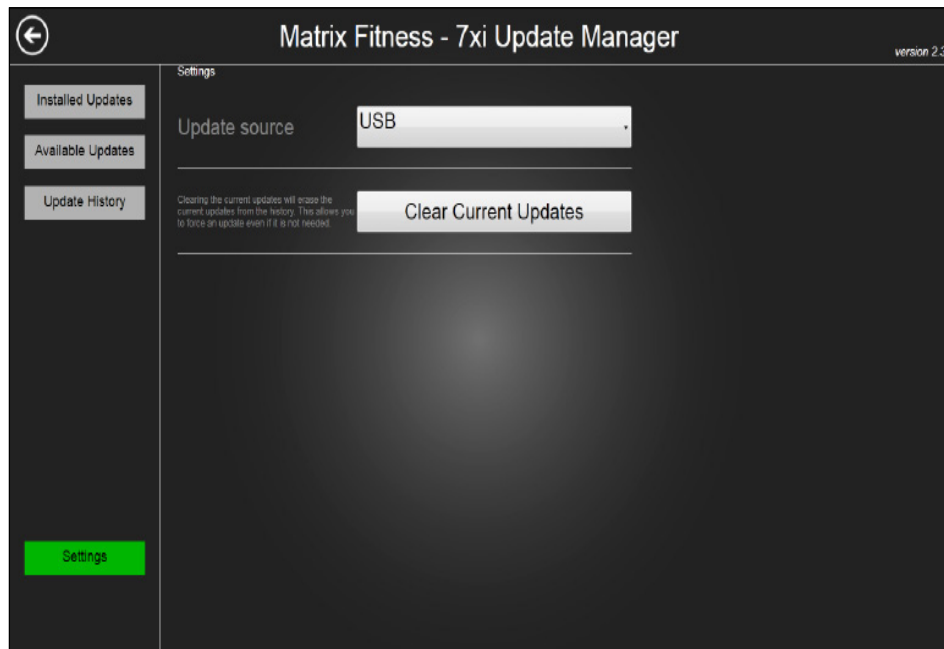 Matrix Fitness - 7xi Update Manager
version 2.3
Installed Updates
Available Updates
Update History
Settings
Settings
Update source
USB
Clearing the current updates will erase the
current updates from the history. This allows you
to force an update even if it is not needed.
Clear Current Updates